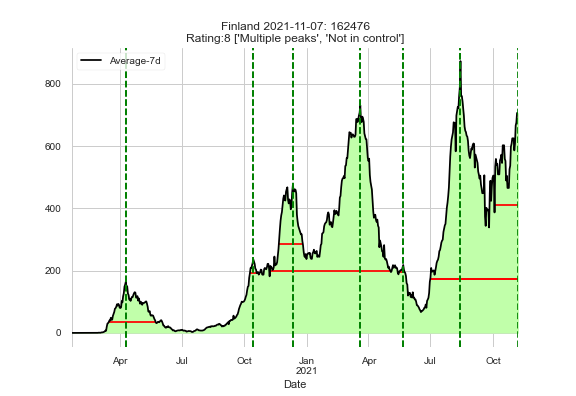 Finland 2021-11-07: 162476
Rating:8 ['Multiple peaks', 'Not in control']
Average-7d
800
600
400
200
0
Apr
Jul
Oct
Jan
2021
Apr
Jul
Oct
Date